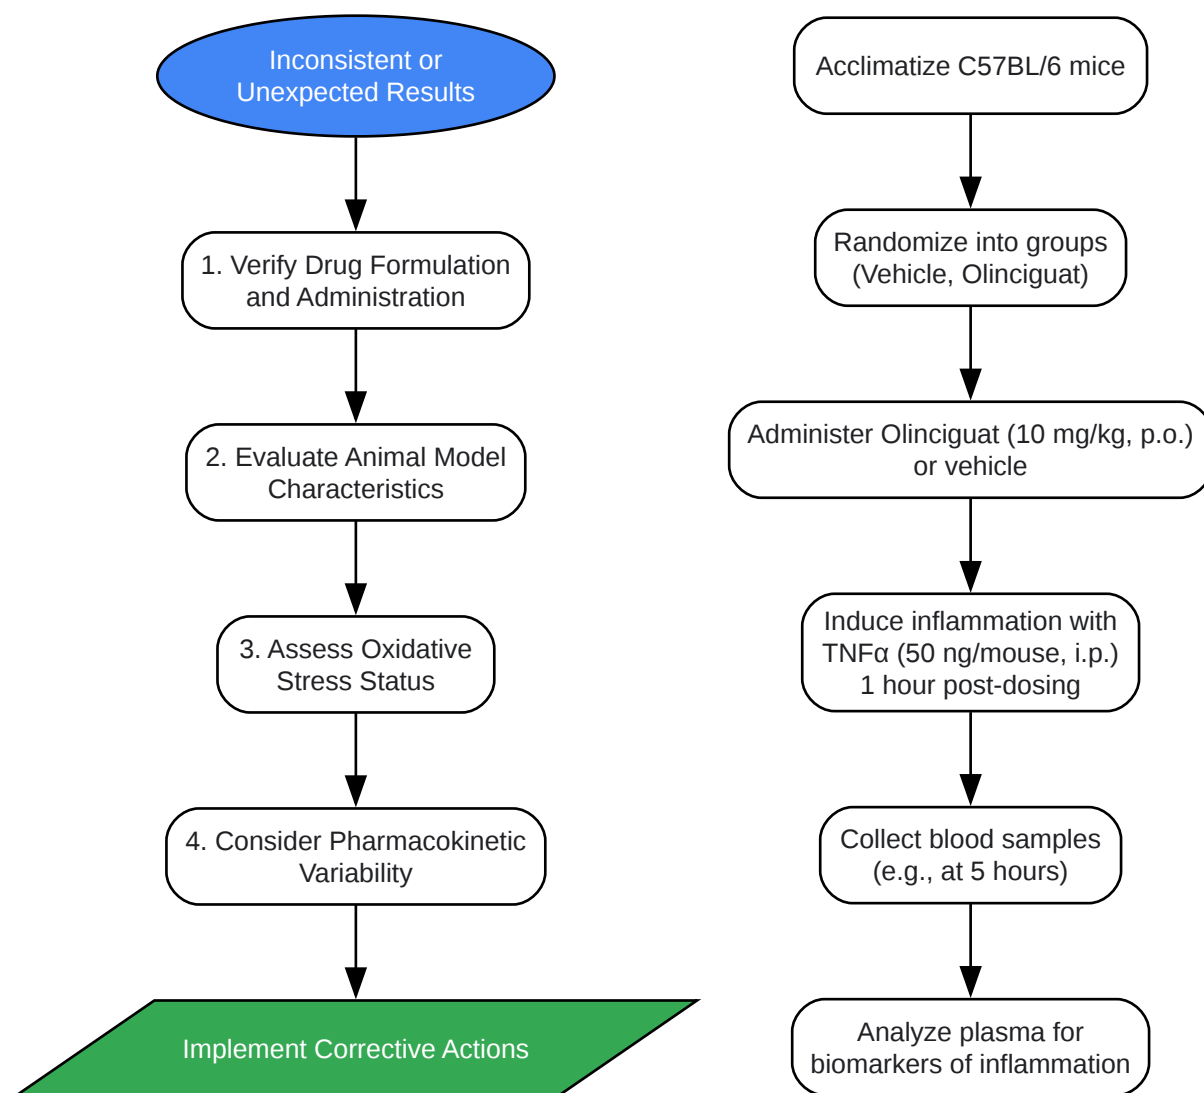 Inconsistent or
Unexpected Results
1. Verify Drug Formulation
and Administration
2. Evaluate Animal Model
Characteristics
3. Assess Oxidative
Stress Status
4. Consider Pharmacokinetic
Variability
Implement Corrective Actions
Acclimatize C57BL/6 mice
Randomize into groups
(Vehicle, Olinciguat)
Administer Olinciguat (10 mg/kg, p.o.)
or vehicle
Induce inflammation with
TNFα (50 ng/mouse, i.p.)
1 hour post-dosing
Collect blood samples
(e.g., at 5 hours)
Analyze plasma for
biomarkers of inflammation